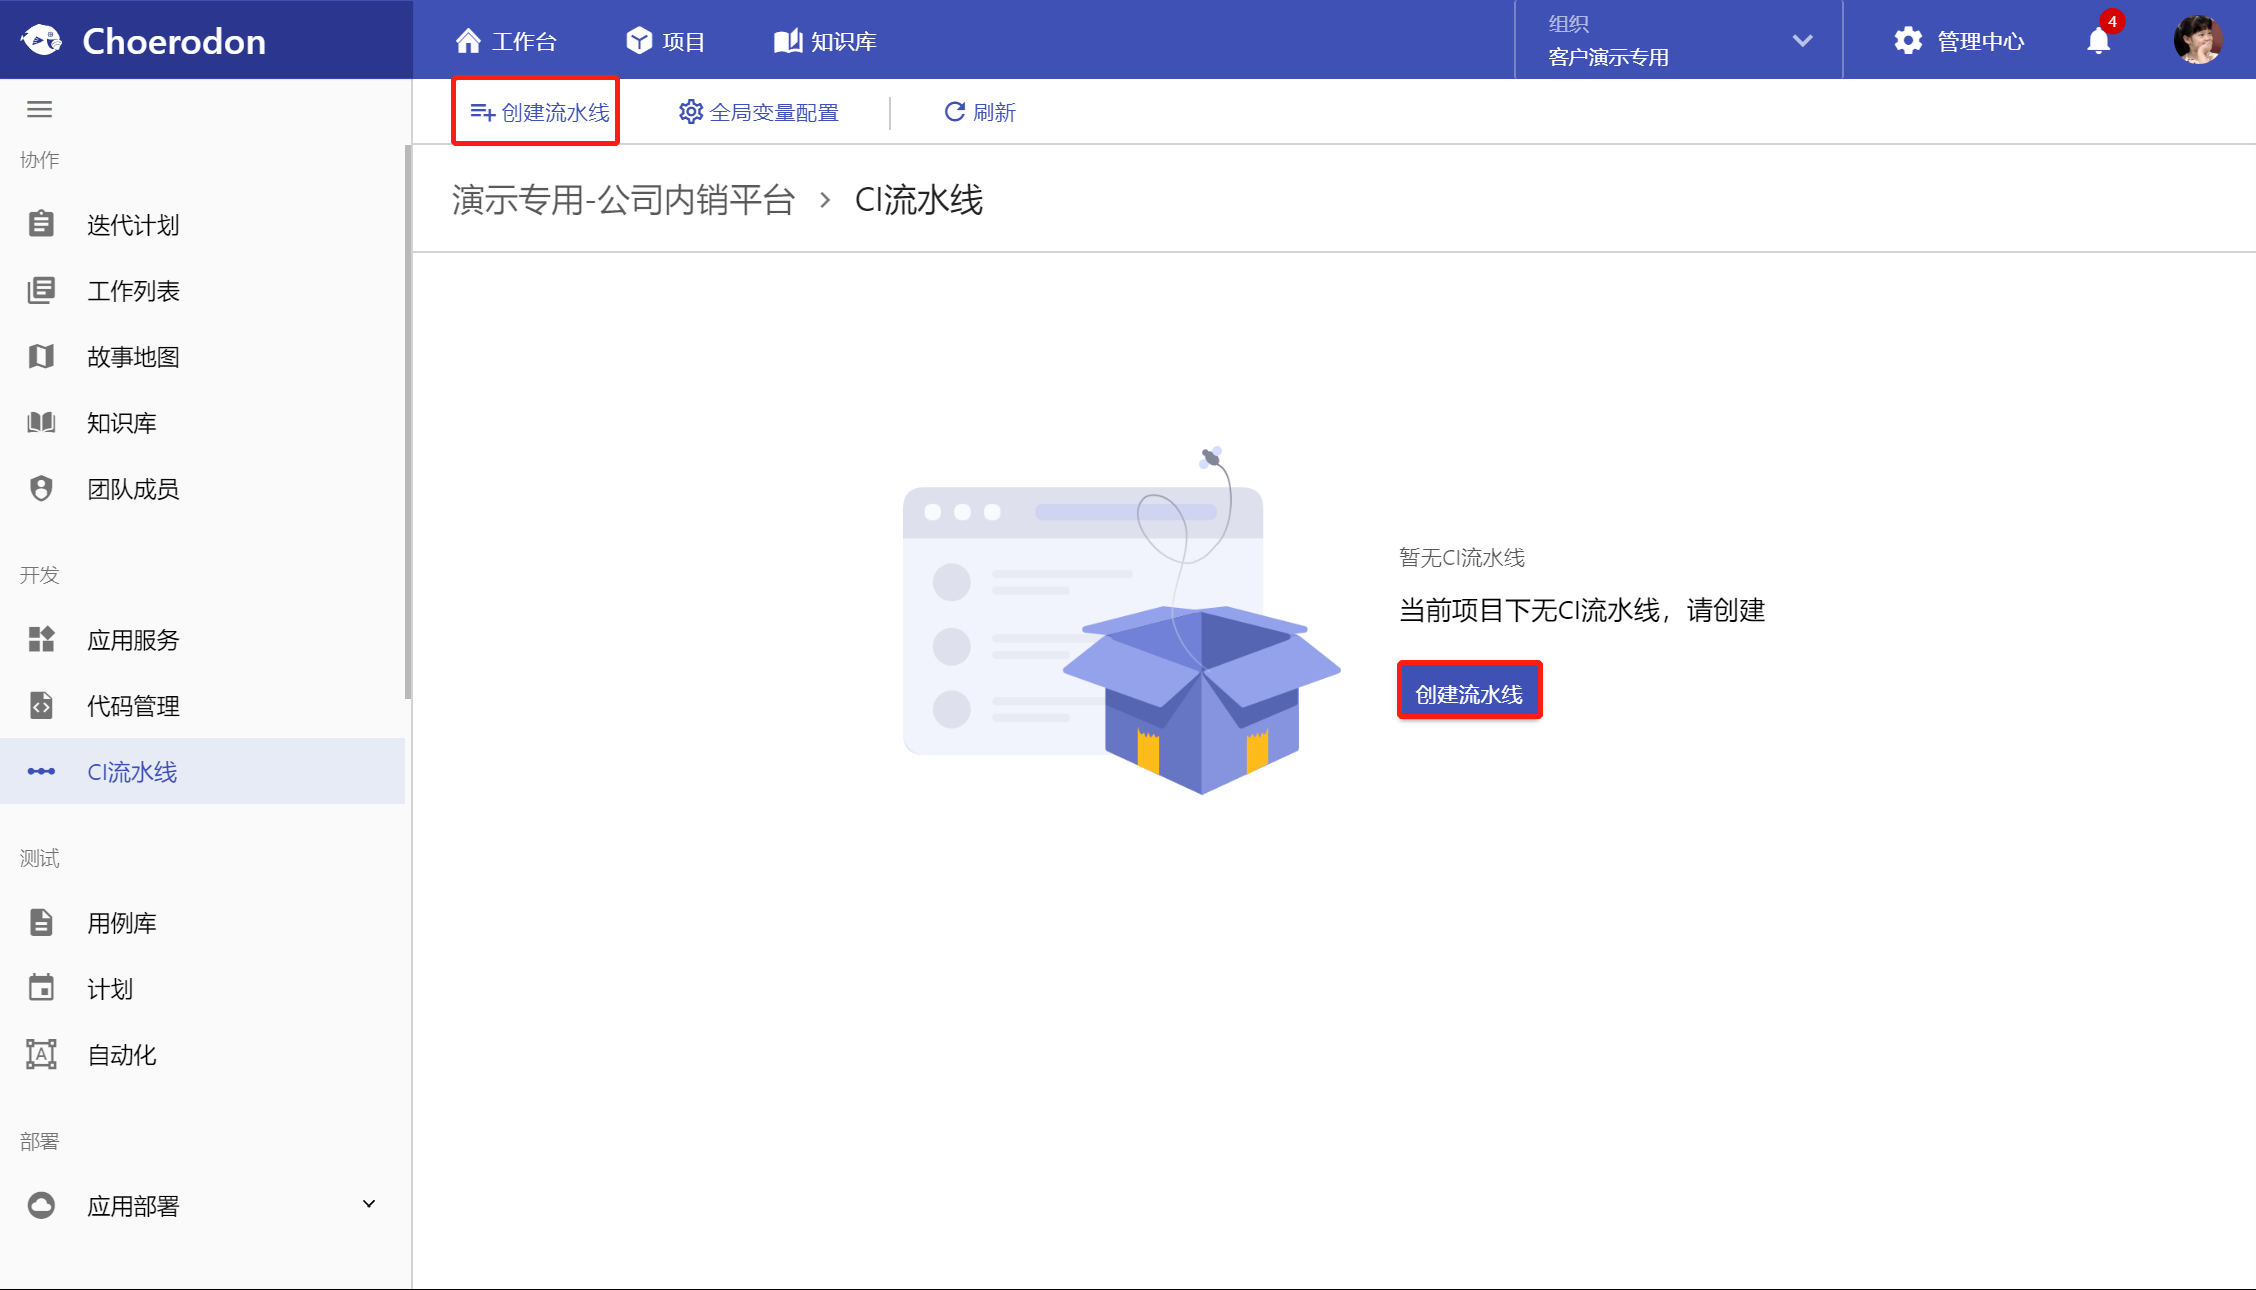 Choerodon
工作台
项目
知识库
组织
客户演示专用
管理中心
4
创建流水线
全局变量配置
刷新
演示专用-公司内销平台 › CI流水线
协作
迭代计划
工作列表
故事地图
知识库
团队成员
开发
应用服务
代码管理
CI流水线
测试
用例库
计划
自动化
部署
应用部署
暂无CI流水线
当前项目下无CI流水线，请创建
创建流水线